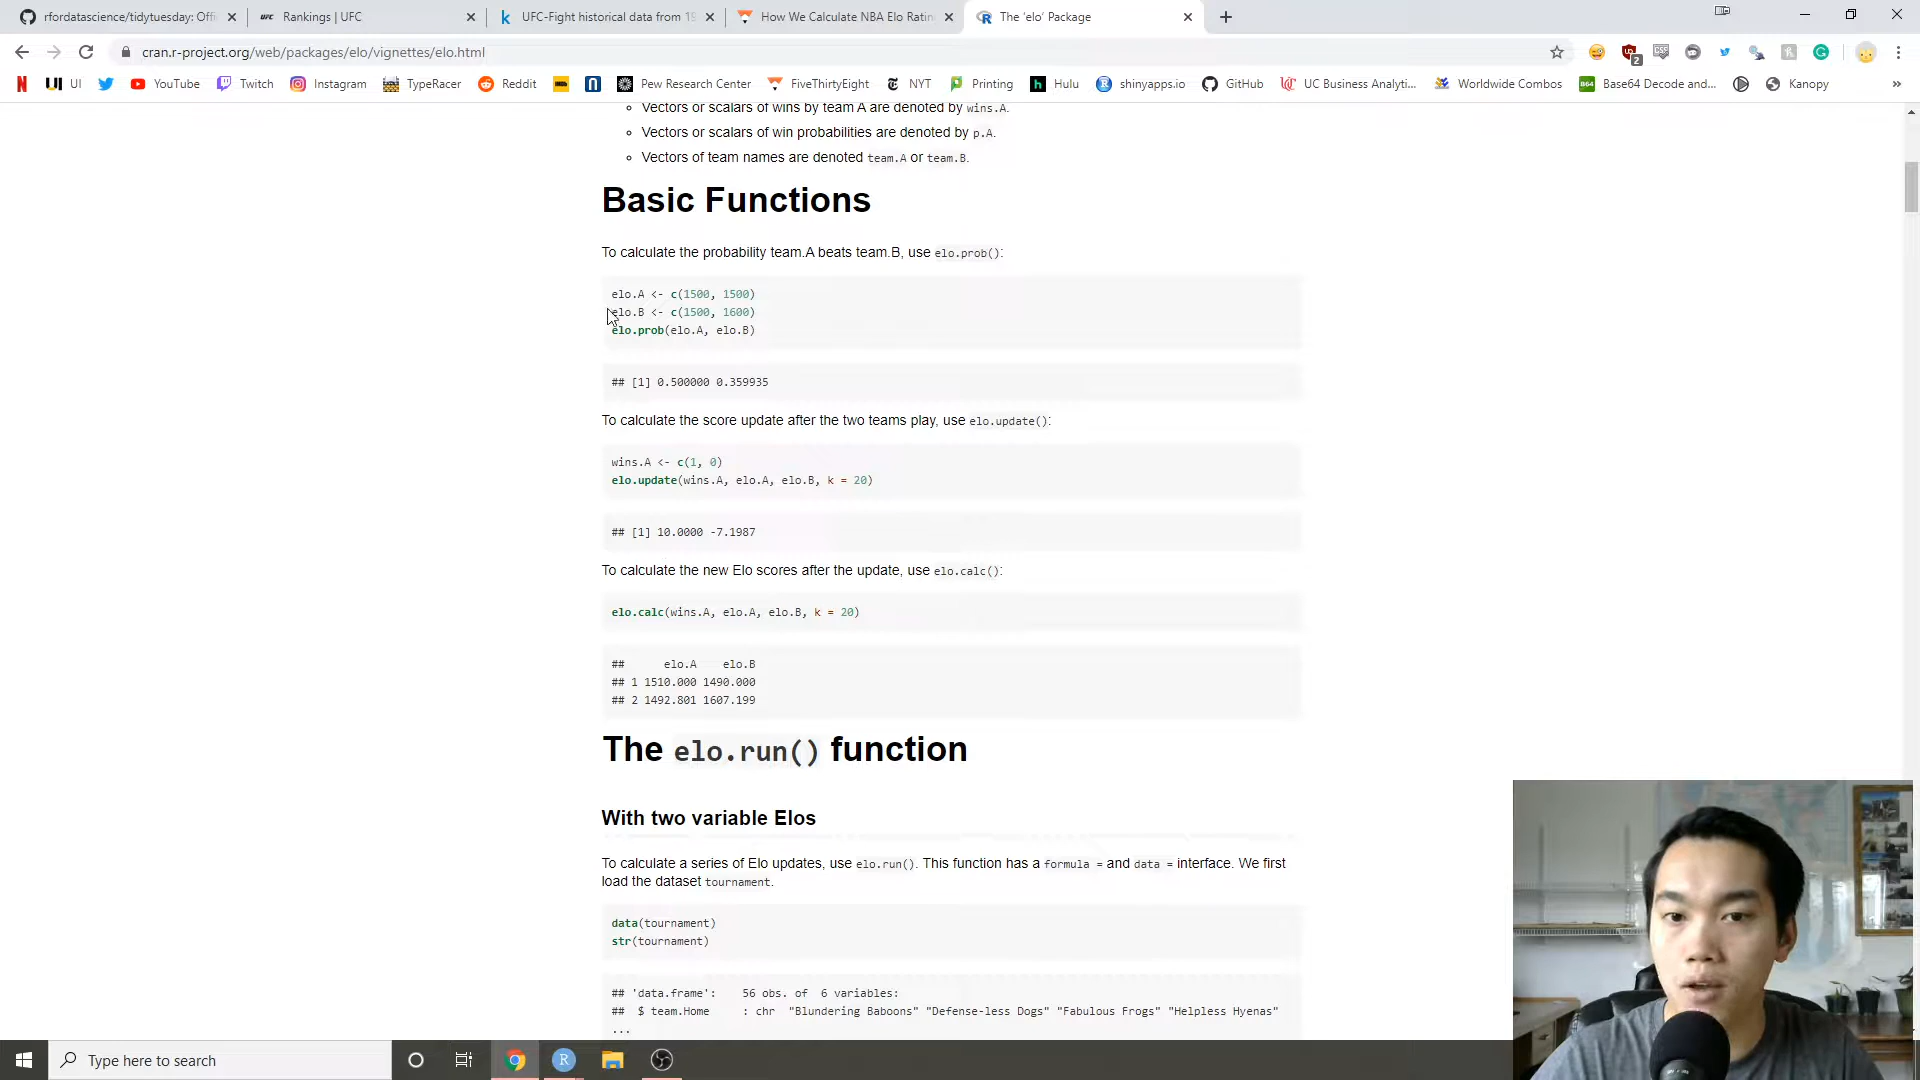 rfordatascience/tidytuesday: Offi
Rankings | UFC
UFC-Fight historical data from 19
How We Calculate NBA Elo Ratin
The 'elo' Package
cran.r-project.org/web/packages/elo/vignettes/elo.html
UI
YouTube
Twitch
Instagram
TypeRacer
Reddit
Pew Research Center
FiveThirtyEight
NYT
Printing
Hulu
shinyapps.io
GitHub
UC Business Analyti...
Worldwide Combos
Base64 Decode and...
Kanopy
Vectors or scalars of wins by team A are denoted by wins.A.
Vectors or scalars of win probabilities are denoted by p.A.
Vectors of team names are denoted team.A or team.B.
Basic Functions
To calculate the probability team.A beats team.B, use elo.prob():
elo.A <- c(1500, 1500)
elo.B <- c(1500, 1600)
elo.prob(elo.A, elo.B)
## [1] 0.500000 0.359935
To calculate the score update after the two teams play, use elo.update():
wins.A <- c(1, 0)
elo.update(wins.A, elo.A, elo.B, k = 20)
## [1] 10.0000 -7.1987
To calculate the new Elo scores after the update, use elo.calc():
elo.calc(wins.A, elo.A, elo.B, k = 20)
## elo.A elo.B
## 1 1510.000 1490.000
## 2 1492.801 1607.199
The elo.run() function
With two variable Elos
To calculate a series of Elo updates, use elo.run(). This function has a formula = and data = interface. We first
load the dataset tournament.
data(tournament)
str(tournament)
## 'data.frame': 56 obs. of 6 variables:
## $ team.Home : chr "Blundering Baboons" "Defense-less Dogs" "Fabulous Frogs" "Helpless Hyenas"
...
Type here to search